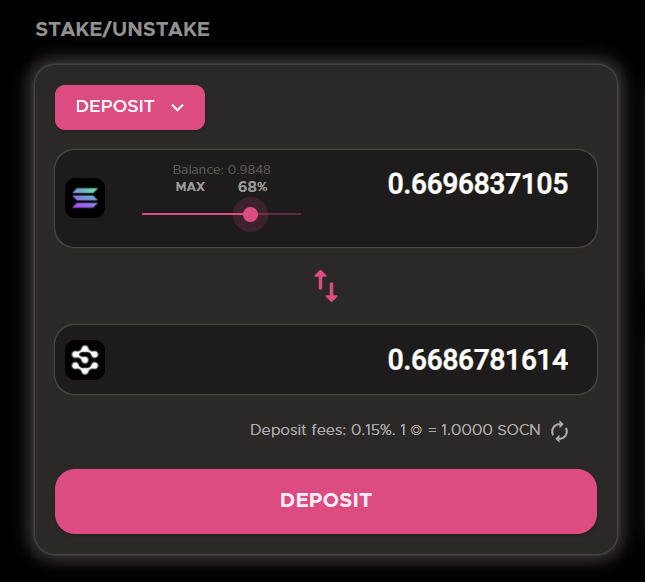 STAKE/UNSTAKE
DEPOSIT
Balance: 0.9848
MAX 68%
0.6696837105
0.6686781614
Deposit fees: 0.15%. 1 ◎ = 1.0000 SOCN
DEPOSIT